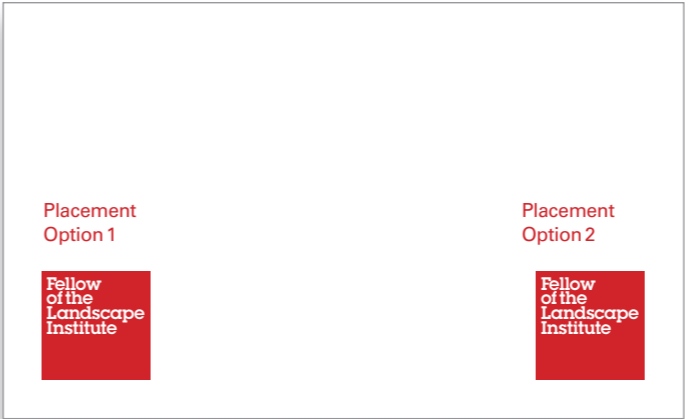 Placement
Option 1
Fellow
of the
Landscape
Institute
Placement
Option 2
Fellow
of the
Landscape
Institute